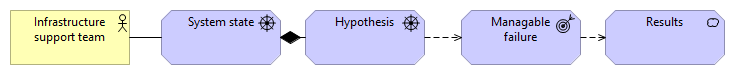 Infrastructure
support team
System state
Hypothesis
Managable
failure
Results